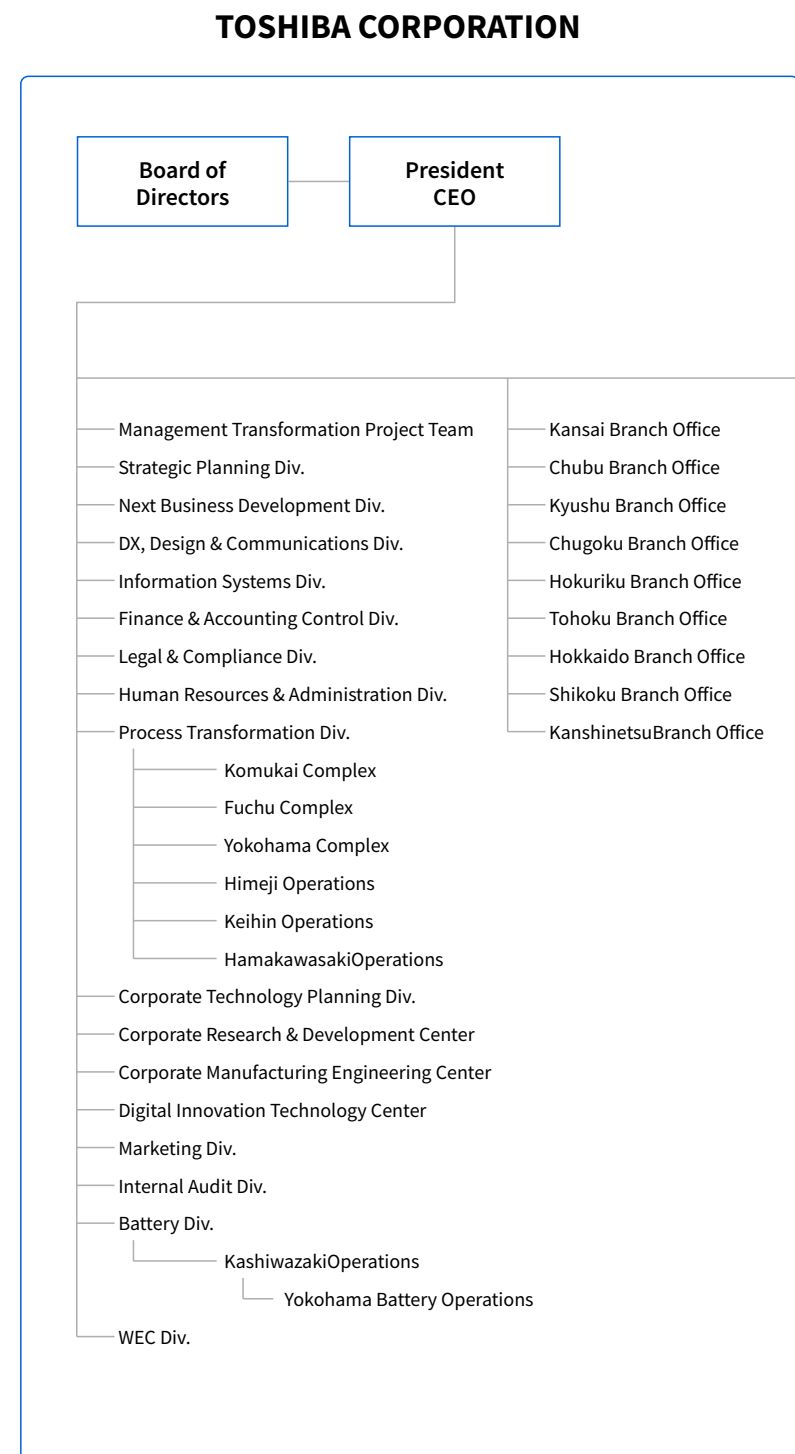 TOSHIBA CORPORATION
Board of
Directors
President
CEO
Management Transformation Project Team
Strategic Planning Div.
Next Business Development Div.
DX, Design & Communications Div.
Information Systems Div.
Finance & Accounting Control Div.
Legal & Compliance Div.
Human Resources & Administration Div.
Process Transformation Div.
Komukai Complex
Fuchu Complex
Yokohama Complex
Himeji Operations
Keihin Operations
HamakawasakiOperations
Corporate Technology Planning Div.
Corporate Research & Development Center
Corporate Manufacturing Engineering Center
Digital Innovation Technology Center
Marketing Div.
Internal Audit Div.
Battery Div.
KashiwazakiOperations
Yokohama Battery Operations
WEC Div.
Kansai Branch Office
Chubu Branch Office
Kyushu Branch Office
Chugoku Branch Office
Hokuriku Branch Office
Tohoku Branch Office
Hokkaido Branch Office
Shikoku Branch Office
KanshinetsuBranch Office